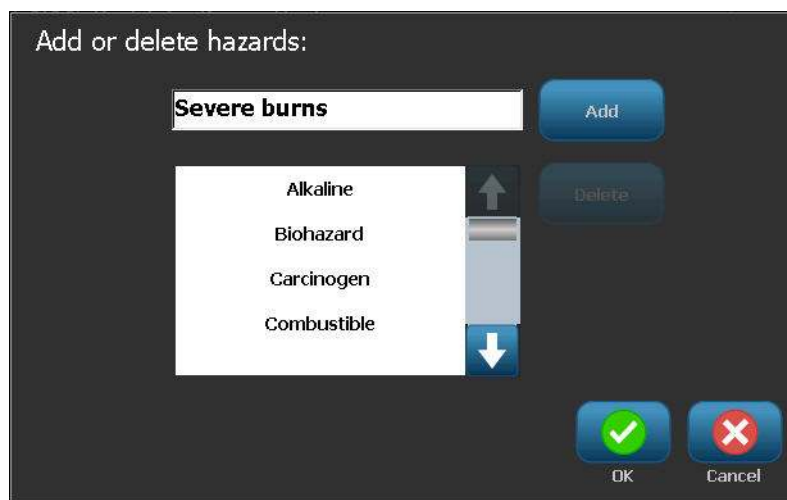 Add or delete hazards:
Severe burns
Add
Alkaline
Delete
Biohazard
Carcinogen
Combustible
OK
Cancel